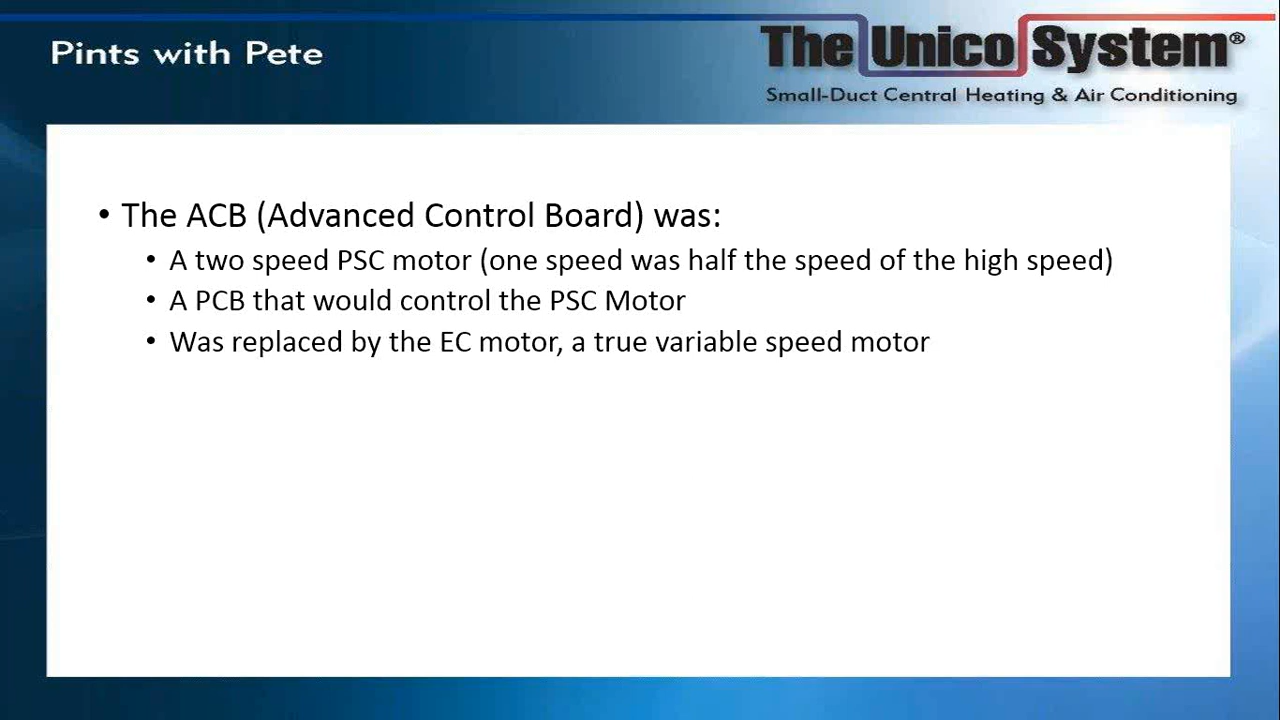 Pints with Pete
The Unico System®
Small-Duct Central Heating & Air Conditioning
• The ACB (Advanced Control Board) was:
• A two speed PSC motor (one speed was half the speed of the high speed)
• A PCB that would control the PSC Motor
• Was replaced by the EC motor, a true variable speed motor